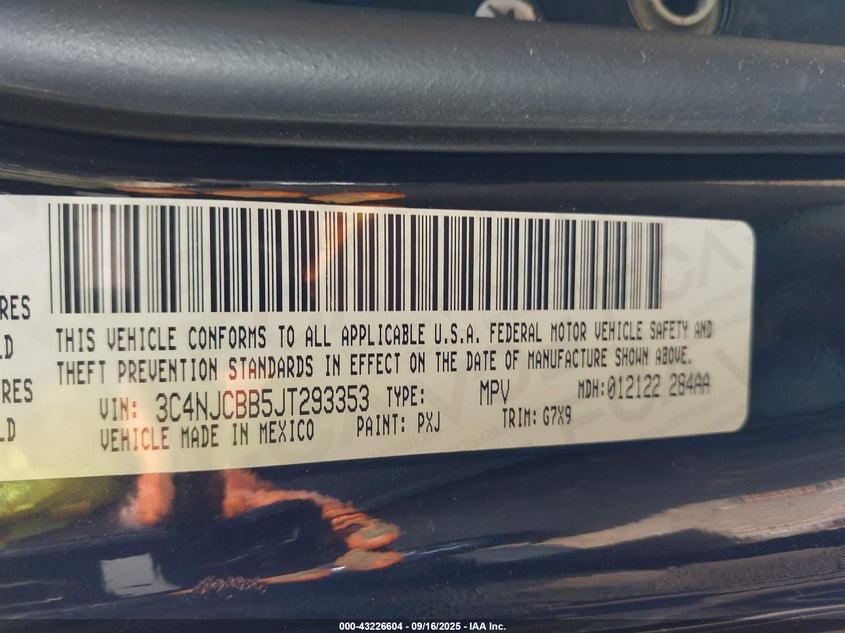 RES
LD
RES
LD
THIS VEHICLE CONFORMS TO ALL APPLICABLE U.S.A. FEDERAL MOTOR VEHICLE SAFETY AND
THEFT PREVENTION STANDARDS IN EFFECT ON THE DATE OF MANUFACTURE SHOWN ABOVE.
VIN: 3C4NJCBB5JT293353 TYPE: MPV MDH:012122 284AA
VEHICLE MADE IN MEXICO PAINT: PXJ TRIM: G7X9
000-43226604 - 09/16/2025 - IAA Inc.